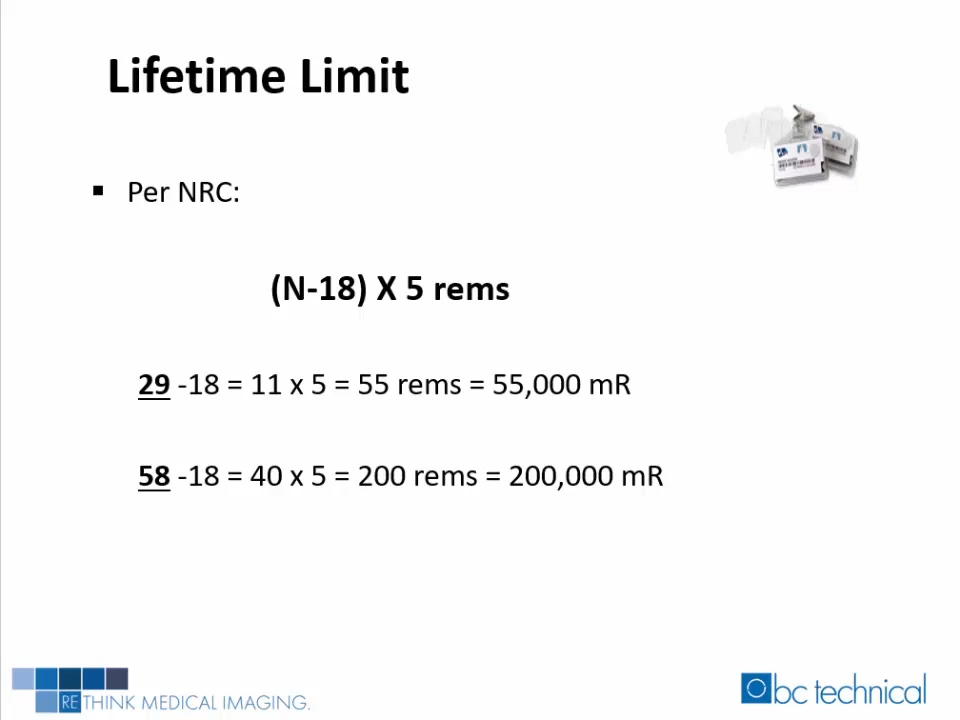 Lifetime Limit
▪ Per NRC:
(N-18) X 5 rems
29 -18 = 11 x 5 = 55 rems = 55,000 mR
58 -18 = 40 x 5 = 200 rems = 200,000 mR
RETHINK MEDICAL IMAGING.
bc technical